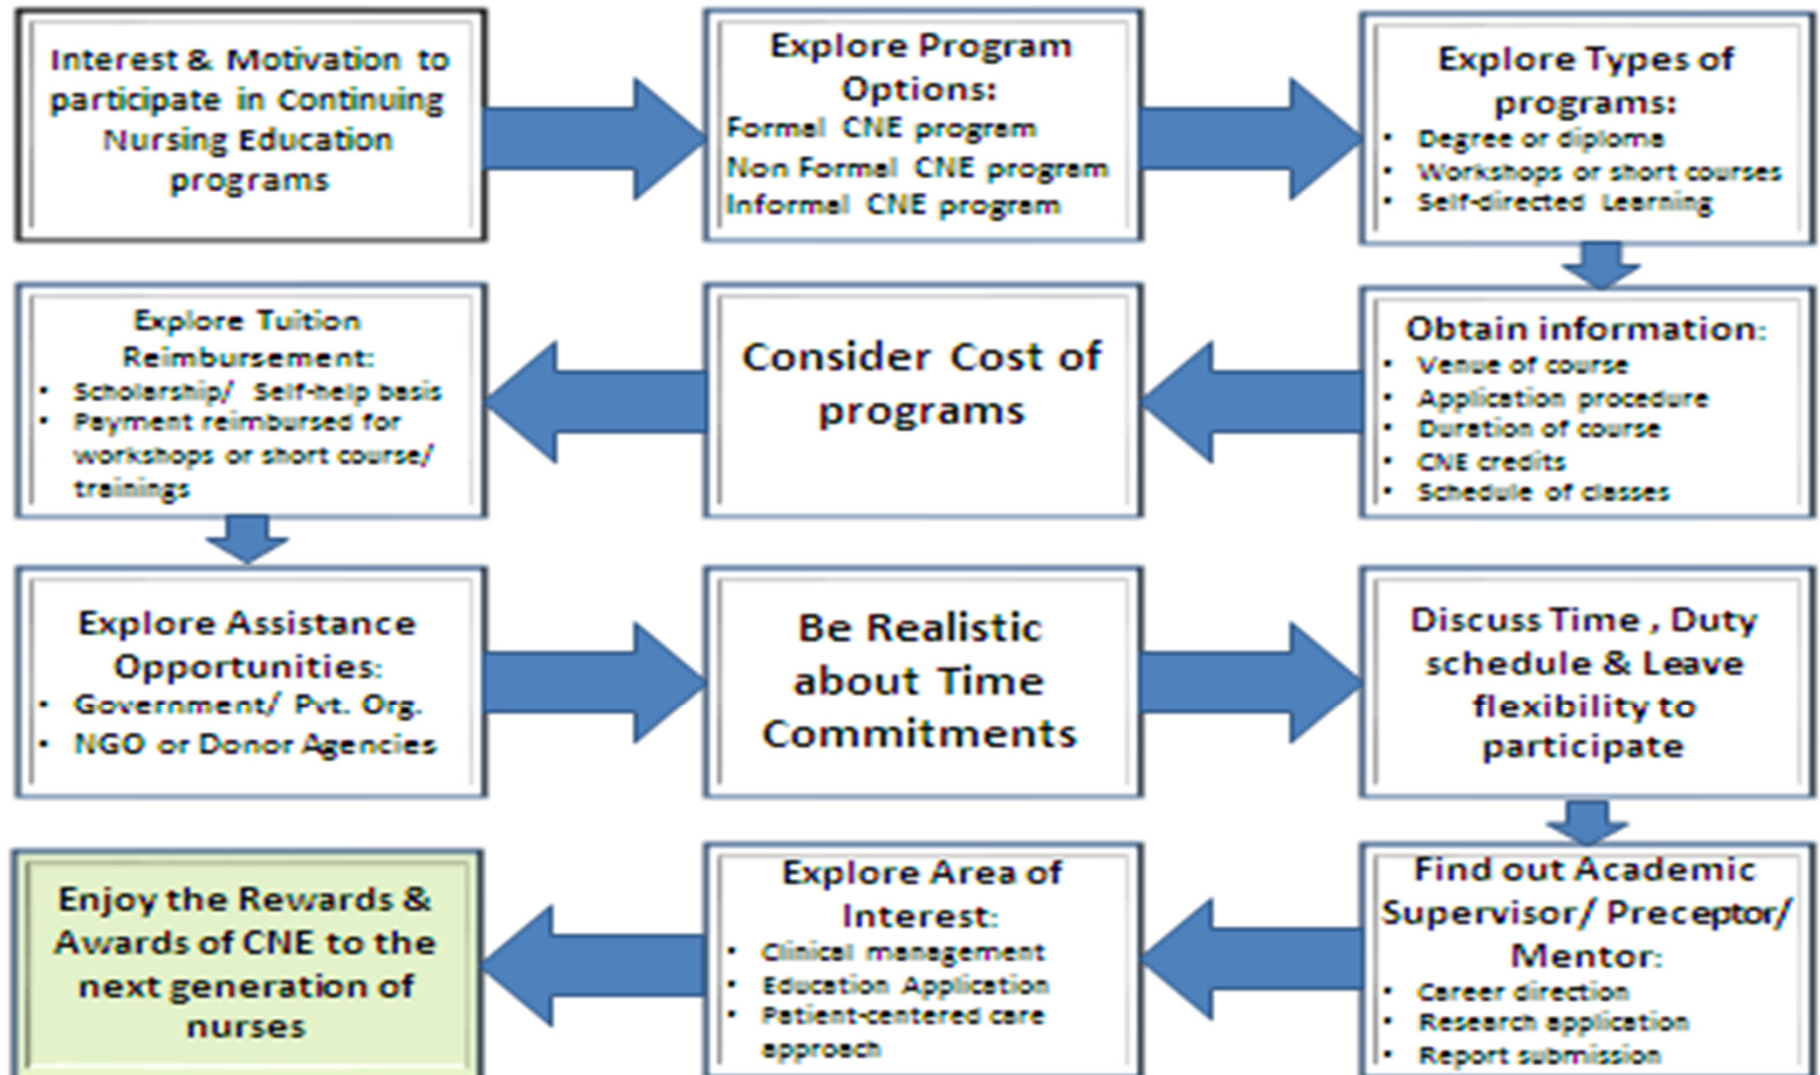 Interest & Motivation to
participate in Continuing
Nursing Education
programs
Explore Program
Options:
Formal CNE program
Non Formal CNE program
Informal CNE program
Explore Types of
programs:
• Degree or diploma
• Workshops or short courses
• Self-directed Learning
Obtain information:
• Venue of course
• Application procedure
• Duration of course
• CNE credits
• Schedule of classes
Consider Cost of
programs
Explore Tuition
Reimbursement:
• Scholarship/ Self-help basis
• Payment reimbursed for
workshops or short course/
trainings
Explore Assistance
Opportunities:
• Government/ Pvt. Org.
• NGO or Donor Agencies
Be Realistic
about Time
Commitments
Discuss Time , Duty
schedule & Leave
flexibility to
participate
Find out Academic
Supervisor/ Preceptor/
Mentor:
• Career direction
• Research application
• Report submission
Explore Area of
Interest:
• Clinical management
• Education Application
• Patient-centered care
approach
Enjoy the Rewards &
Awards of CNE to the
next generation of
nurses